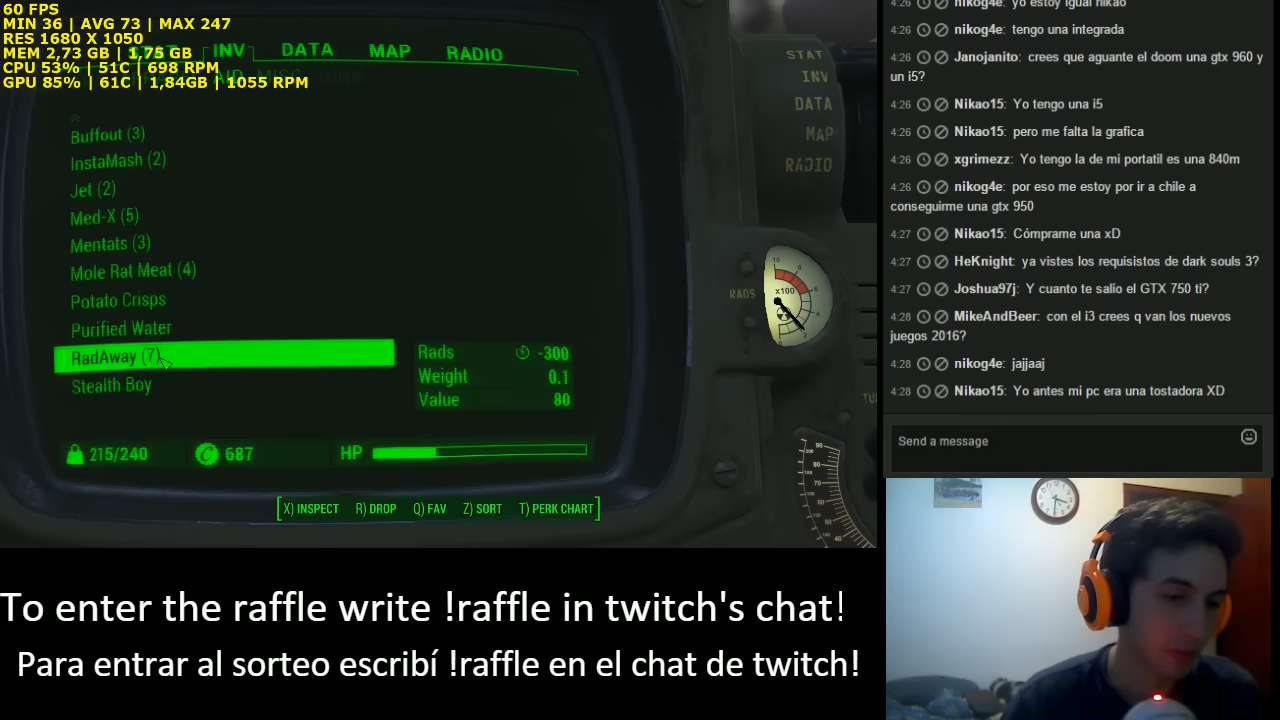 60 FPS
MIN 36 | AVG 73 | MAX 247
RES 1680 X 1050
MEM 2,73 GB | 1,75 GB
CPU 53% | 51C | 698 RPM
GPU 85% | 61C | 1,84GB | 1055 RPM
STAT INV DATA MAP RADIO
AID MISC
Buffout (3)
InstaMash (2)
Jet (2)
Med-X (5)
Mentats (3)
Mole Rat Meat (4)
Potato Crisps
Purified Water
RadAway (7)
Stealth Boy
Rads -300
Weight 0.1
Value 80
215/240 687 HP
X) INSPECT R) DROP Q) FAV Z) SORT T) PERK CHART
STAT
INV
DATA
MAP
RADIO
RADS
x100
To enter the raffle write !raffle in twitch's chat!
Para entrar al sorteo escribí !raffle en el chat de twitch!
4:26 nikog4e: yo estoy igual nikao
4:26 nikog4e: tengo una integrada
4:26 Janojanito: crees que aguante el doom una gtx 960 y
un i5?
4:26 Nikao15: Yo tengo una i5
4:26 Nikao15: pero me falta la grafica
4:26 xgrimezz: Yo tengo la de mi portatil es una 840m
4:26 nikog4e: por eso me estoy por ir a chile a
conseguirme una gtx 950
4:27 Nikao15: Cómprame una xD
4:27 HeKnight: ya vistes los requisistos de dark souls 3?
4:27 Joshua97j: Y cuanto te salio el GTX 750 ti?
4:28 MikeAndBeer: con el i3 crees q van los nuevos
juegos 2016?
4:28 nikog4e: jajjaaj
4:28 Nikao15: Yo antes mi pc era una tostadora XD
Send a message